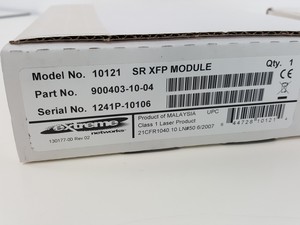 Model No. 10121 SR XFP MODULE Qty. 1
Part No. 900403-10-04
Serial No. 1241P-10106
extreme networks
Product of MALAYSIA UPC
Class 1 Laser Product
21CFR1040.10 LN#50 6/2007
130177-00 Rev 02